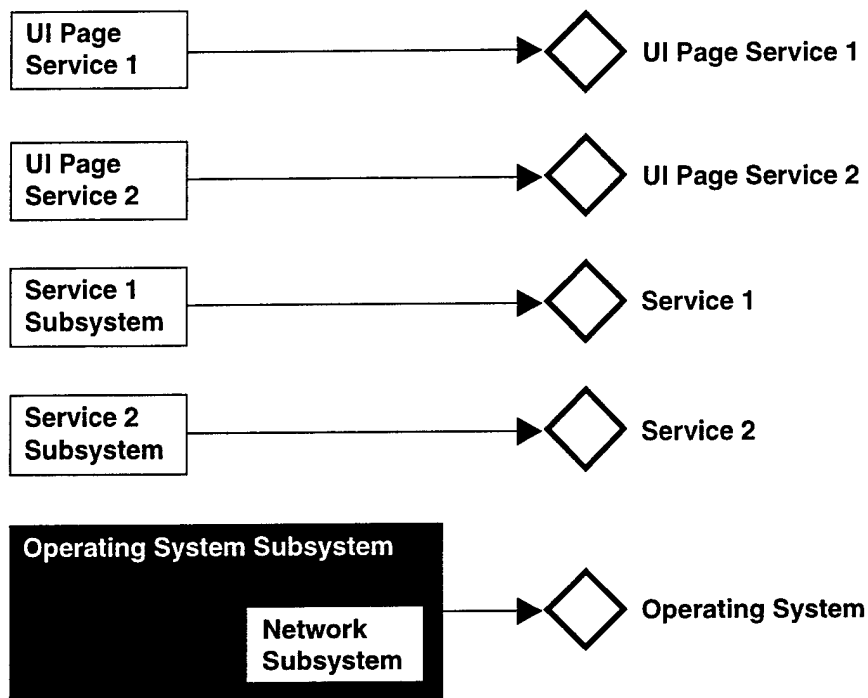 UI Page
Service 1
UI Page Service 1
UI Page
Service 2
UI Page Service 2
Service 1
Subsystem
Service 1
Service 2
Subsystem
Service 2
Operating System Subsystem
Network
Subsystem
Operating System